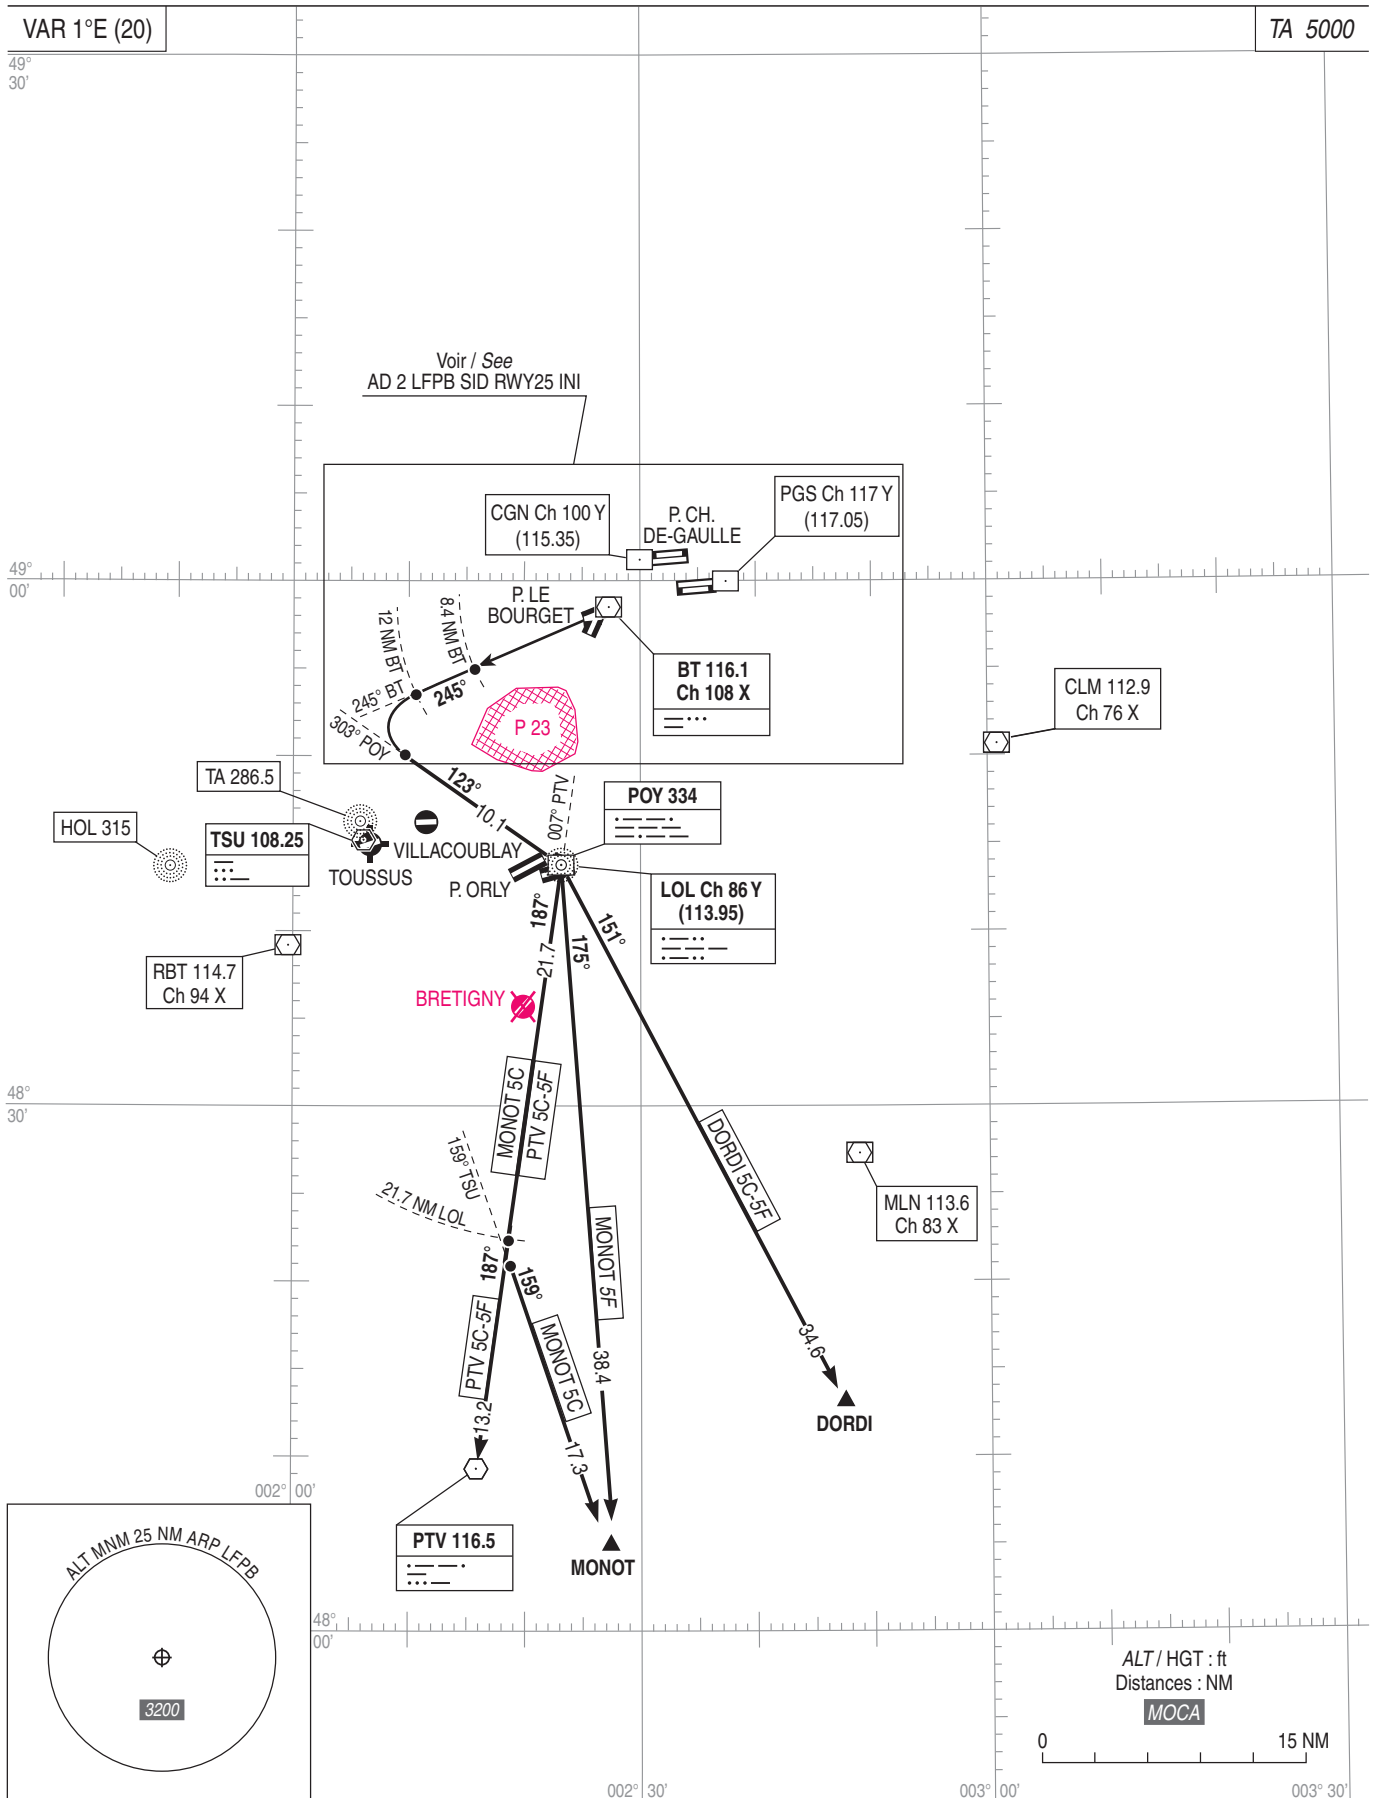 VAR 1°E (20)
TA 5000
49°
30'
Voir / See
AD 2 LFPB SID RWY25 INI
CGN Ch 100 Y
(115.35)
P. CH.
DE-GAULLE
PGS Ch 117 Y
(117.05)
49°
00'
P. LE
BOURGET
12 NM BT
8.4 NM BT
245° BT
245°
303° POY
BT 116.1
Ch 108 X
P 23
CLM 112.9
Ch 76 X
TA 286.5
123°
10.1
007° PTV
POY 334
HOL 315
TSU 108.25
VILLACOUBLAY
TOUSSUS
P. ORLY
LOL Ch 86 Y
(113.95)
187°
21.7
175°
151°
RBT 114.7
Ch 94 X
BRETIGNY
48°
30'
MONOT 5C
PTV 5C-5F
DORDI 5C-5F
159° TSU
21.7 NM LOL
MLN 113.6
Ch 83 X
MONOT 5F
187°
159°
PTV 5C-5F
MONOT 5C
34.6
38.4
13.2
17.3
DORDI
002° 00'
PTV 116.5
MONOT
ALT MNM 25 NM ARP LFPB
3200
48°
00'
ALT / HGT : ft
Distances : NM
MOCA
0
15 NM
002° 30'
003° 00'
003° 30'